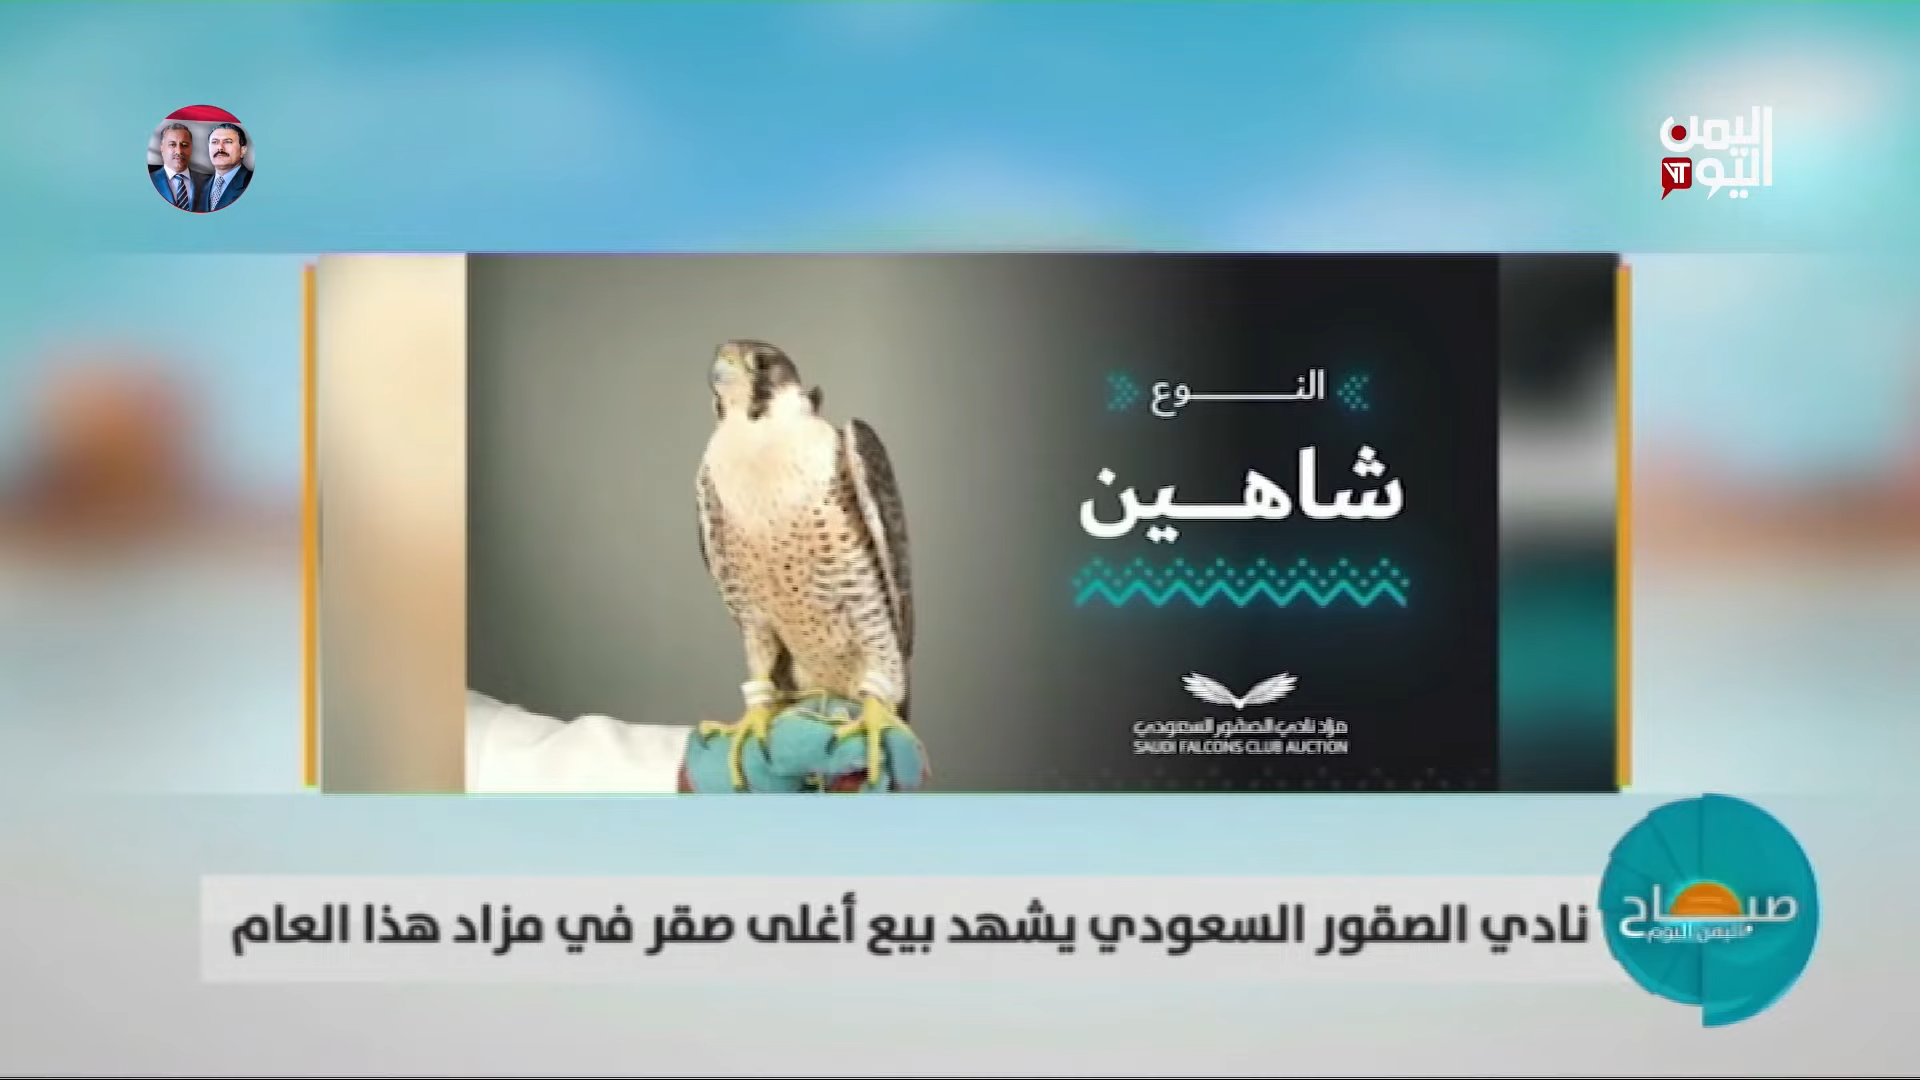 اليمن
اليوم
YT
النوع
شاهين
مزاد نادي الصقور السعودي
SAUDI FALCONS CLUB AUCTION
صباح
اليمن اليوم
نادي الصقور السعودي يشهد بيع أغلى صقر في مزاد هذا العام